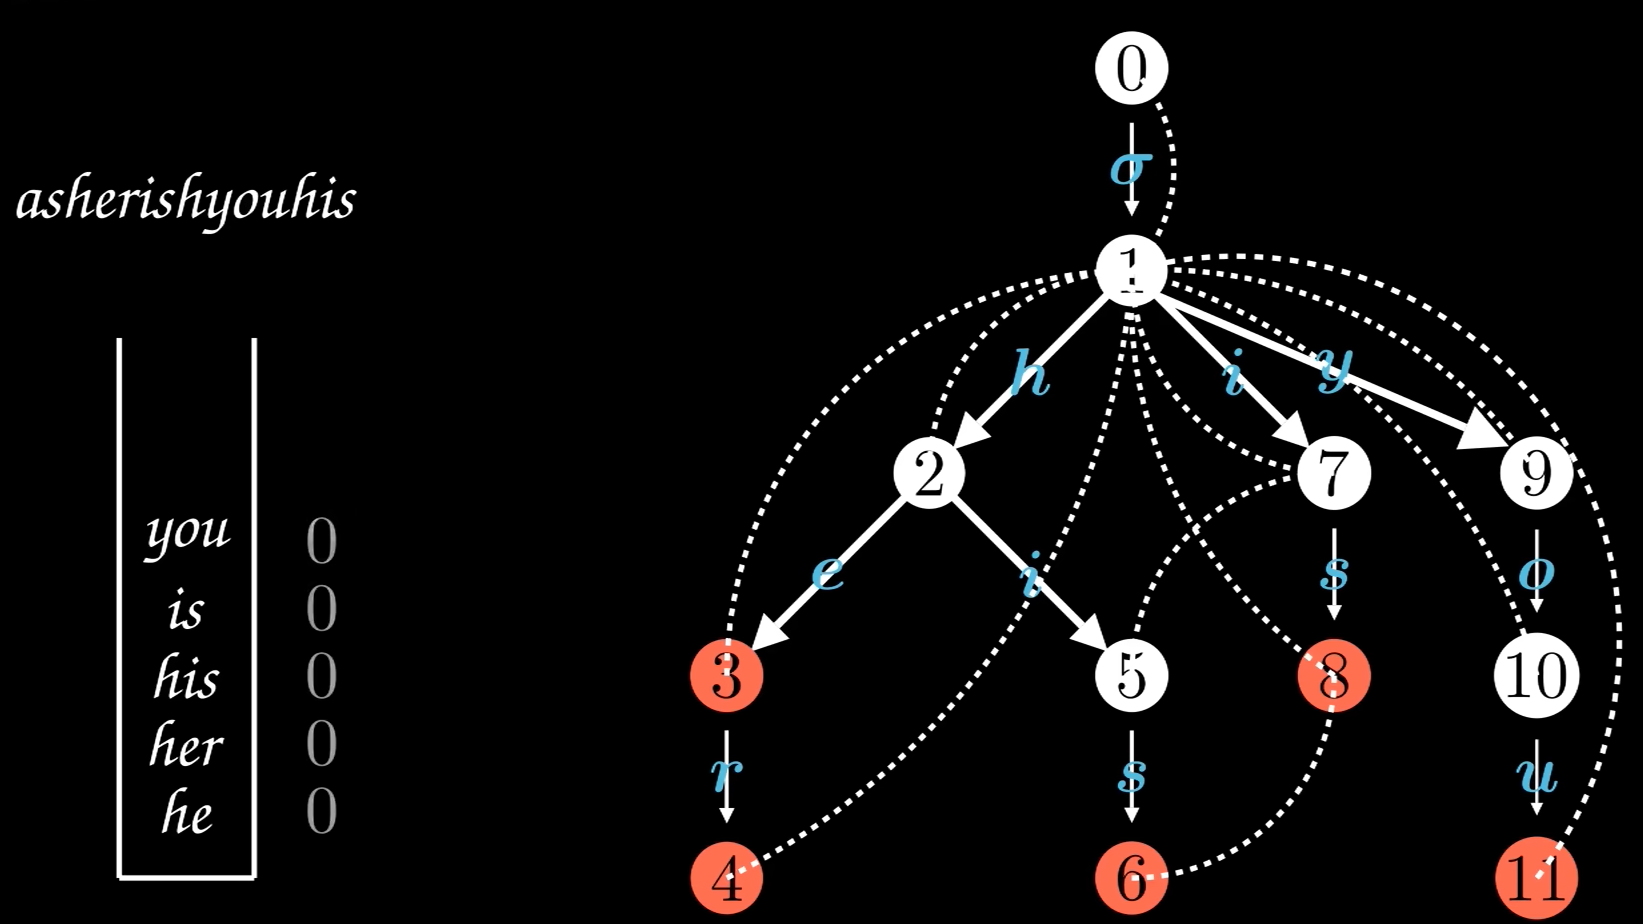 asherishyouhis
you 0
is 0
his 0
her 0
he 0
0
σ
1
h i y
2 7 9
e i s o
3 5 8 10
r s u
4 6 11